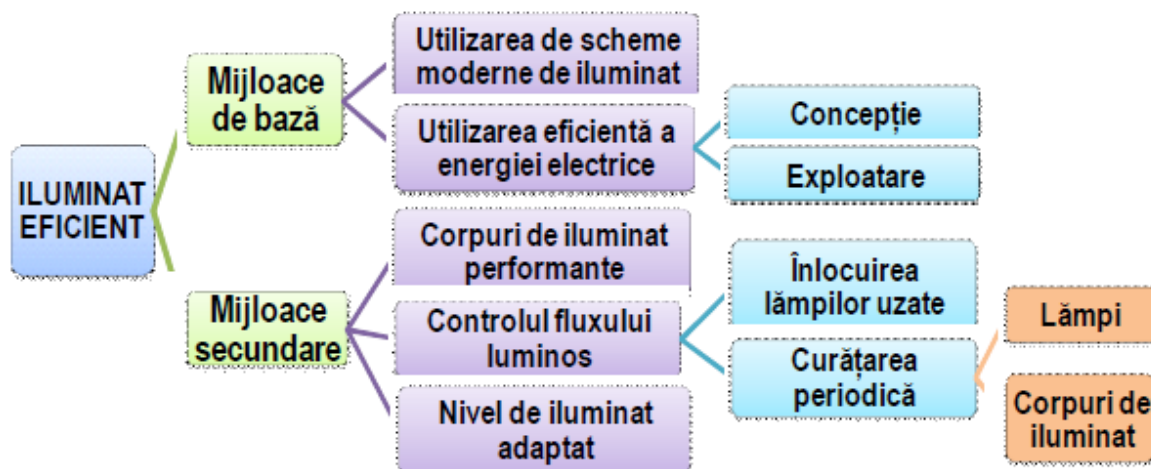 ILUMINAT
EFICIENT
Mijloace
de bază
Utilizarea de scheme
moderne de iluminat
Utilizarea eficientă a
energiei electrice
Concepție
Exploatare
Mijloace
secundare
Corpuri de iluminat
performante
Controlul fluxului
luminos
Înlocuirea
lămpilor uzate
Curățarea
periodică
Lămpi
Corpuri de
iluminat
Nivel de iluminat
adaptat